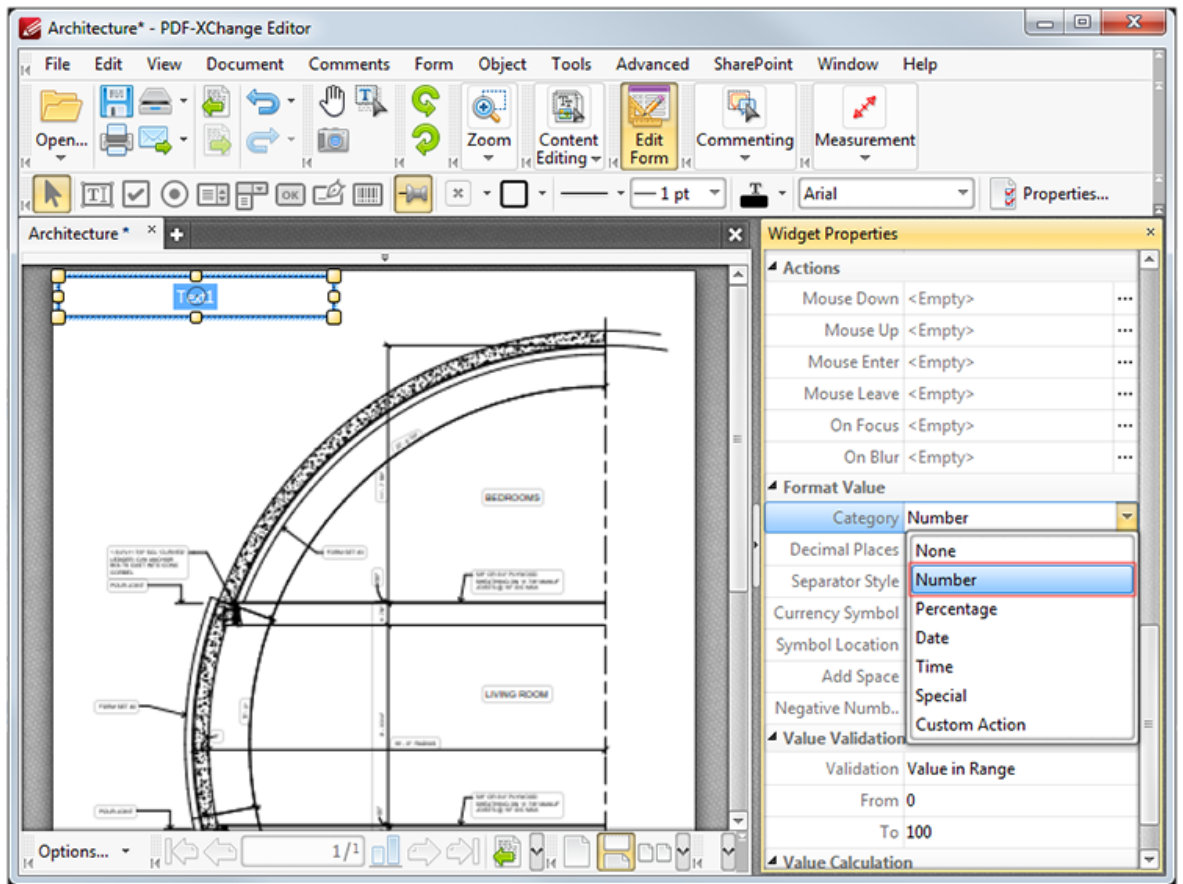 Architecture* - PDF-XChange Editor
File Edit View Document Comments Form Object Tools Advanced SharePoint Window Help
Open... Zoom Content Editing Edit Form Commenting Measurement
OK 1 pt T Arial Properties...
Architecture *
Widget Properties
Text1
Actions
Mouse Down <Empty>
Mouse Up <Empty>
Mouse Enter <Empty>
Mouse Leave <Empty>
On Focus <Empty>
On Blur <Empty>
Format Value
Category Number
Decimal Places
None
Separator Style
Number
Currency Symbol
Percentage
Symbol Location
Date
Add Space
Time
Negative Numb..
Special
Custom Action
Value Validation
Validation Value in Range
From 0
To 100
Value Calculation
BEDROOMS
LIVING ROOM
Options... 1/1